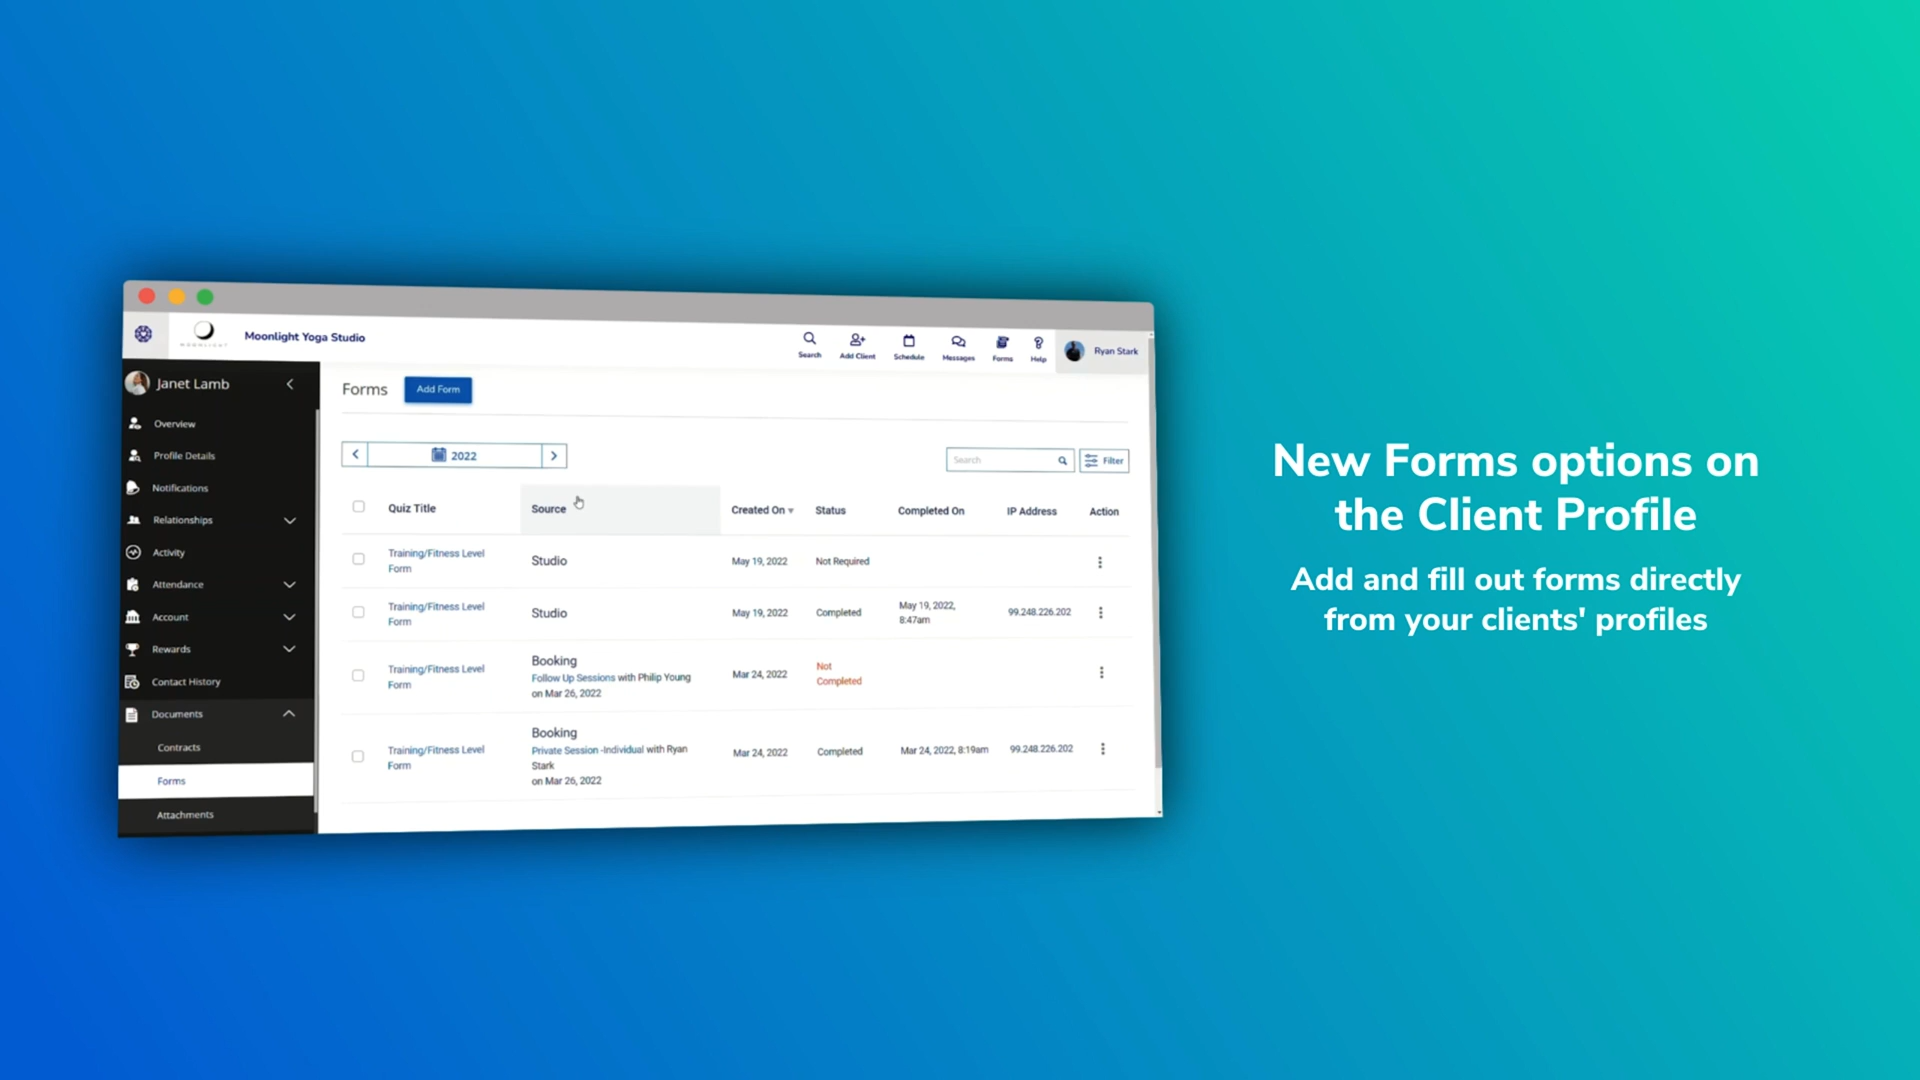 Moonlight Yoga Studio
MOONLIGHT
Search
Add Client
Schedule
Messages
Forms
Help
Ryan Stark
Janet Lamb
Overview
Profile Details
Notifications
Relationships
Activity
Attendance
Account
Rewards
Contact History
Documents
Contracts
Forms
Attachments
Forms
Add Form
2022
Search
Filter
Quiz Title
Source
Created On
Status
Completed On
IP Address
Action
Training/Fitness Level
Form
Studio
May 19, 2022
Not Required
Training/Fitness Level
Form
Studio
May 19, 2022
Completed
May 19, 2022,
8:47am
99.248.226.202
Training/Fitness Level
Form
Booking
Follow Up Sessions with Philip Young
on Mar 26, 2022
Mar 24, 2022
Not
Completed
Training/Fitness Level
Form
Booking
Private Session -Individual with Ryan
Stark
on Mar 26, 2022
Mar 24, 2022
Completed
Mar 24, 2022, 8:19am
99.248.226.202
New Forms options on
the Client Profile
Add and fill out forms directly
from your clients' profiles